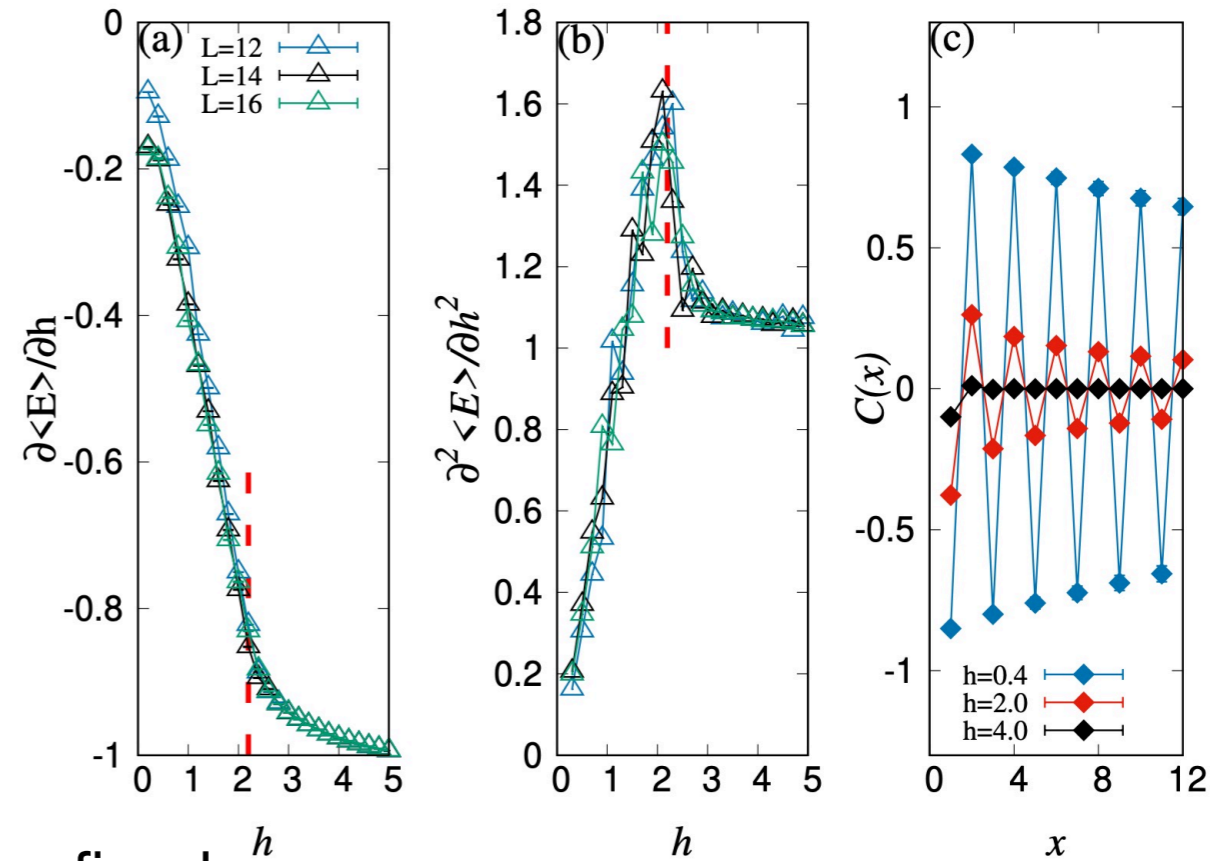 (a)
L=12
L=14
L=16
0
-0.2
-0.4
-0.6
-0.8
-1
∂<E>/∂h
0 1 2 3 4 5
h
(b)
1.8
1.6
1.4
1.2
1
0.8
0.6
0.4
0.2
0
∂² <E>/∂h²
0 1 2 3 4 5
h
(c)
1
0.5
0
-0.5
-1
C(x)
h=0.4
h=2.0
h=4.0
0 4 8 12
x